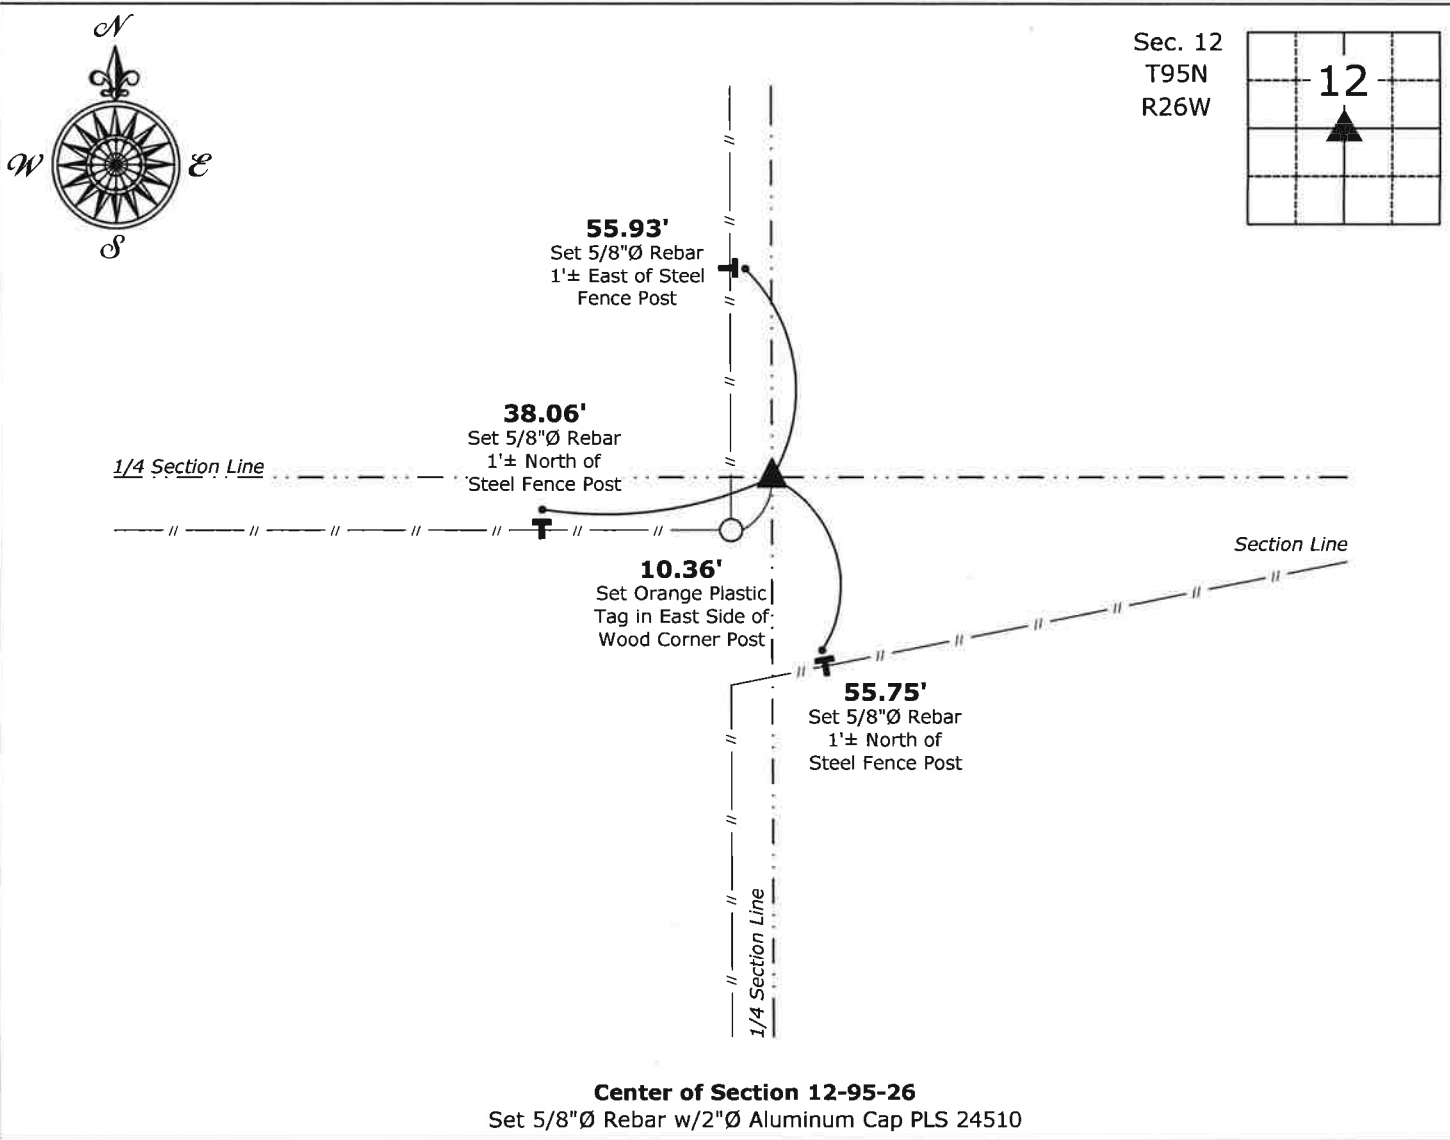 N
W
E
S
Sec. 12
T95N
R26W
12
55.93'
Set 5/8"Ø Rebar
1'± East of Steel
Fence Post
38.06'
Set 5/8"Ø Rebar
1'± North of
Steel Fence Post
1/4 Section Line
Section Line
10.36'
Set Orange Plastic
Tag in East Side of
Wood Corner Post
55.75'
Set 5/8"Ø Rebar
1'± North of
Steel Fence Post
1/4 Section Line
Center of Section 12-95-26
Set 5/8"Ø Rebar w/2"Ø Aluminum Cap PLS 24510